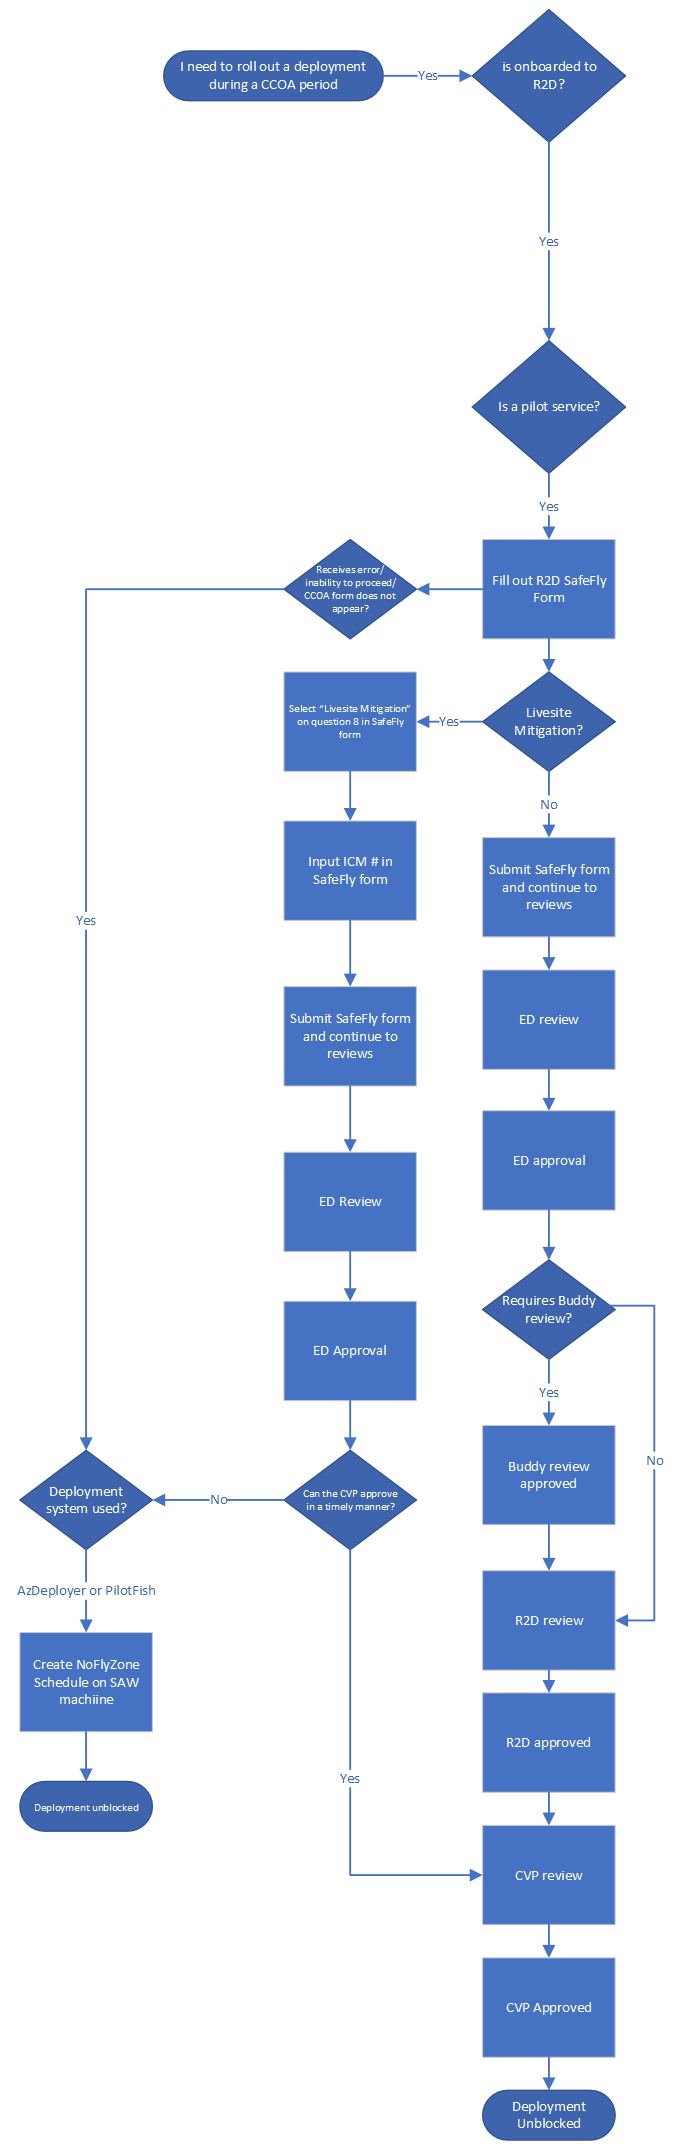 I need to roll out a deployment
during a CCOA period
Yes
is onboarded to
R2D?
Yes
Is a pilot service?
Yes
Receives error/
inability to proceed/
CCOA form does not
appear?
Fill out R2D SafeFly
Form
Select “Livesite Mitigation”
on question 8 in SafeFly
form
Yes
Livesite
Mitigation?
No
Input ICM # in
SafeFly form
Submit SafeFly form
and continue to
reviews
Yes
Submit SafeFly form
and continue to
reviews
ED review
ED Review
ED approval
ED Approval
Requires Buddy
review?
Yes
No
Buddy review
approved
Deployment
system used?
No
Can the CVP approve
in a timely manner?
AzDeployer or PilotFish
R2D review
Create NoFlyZone
Schedule on SAW
machiine
R2D approved
Yes
Deployment unblocked
CVP review
CVP Approved
Deployment
Unblocked